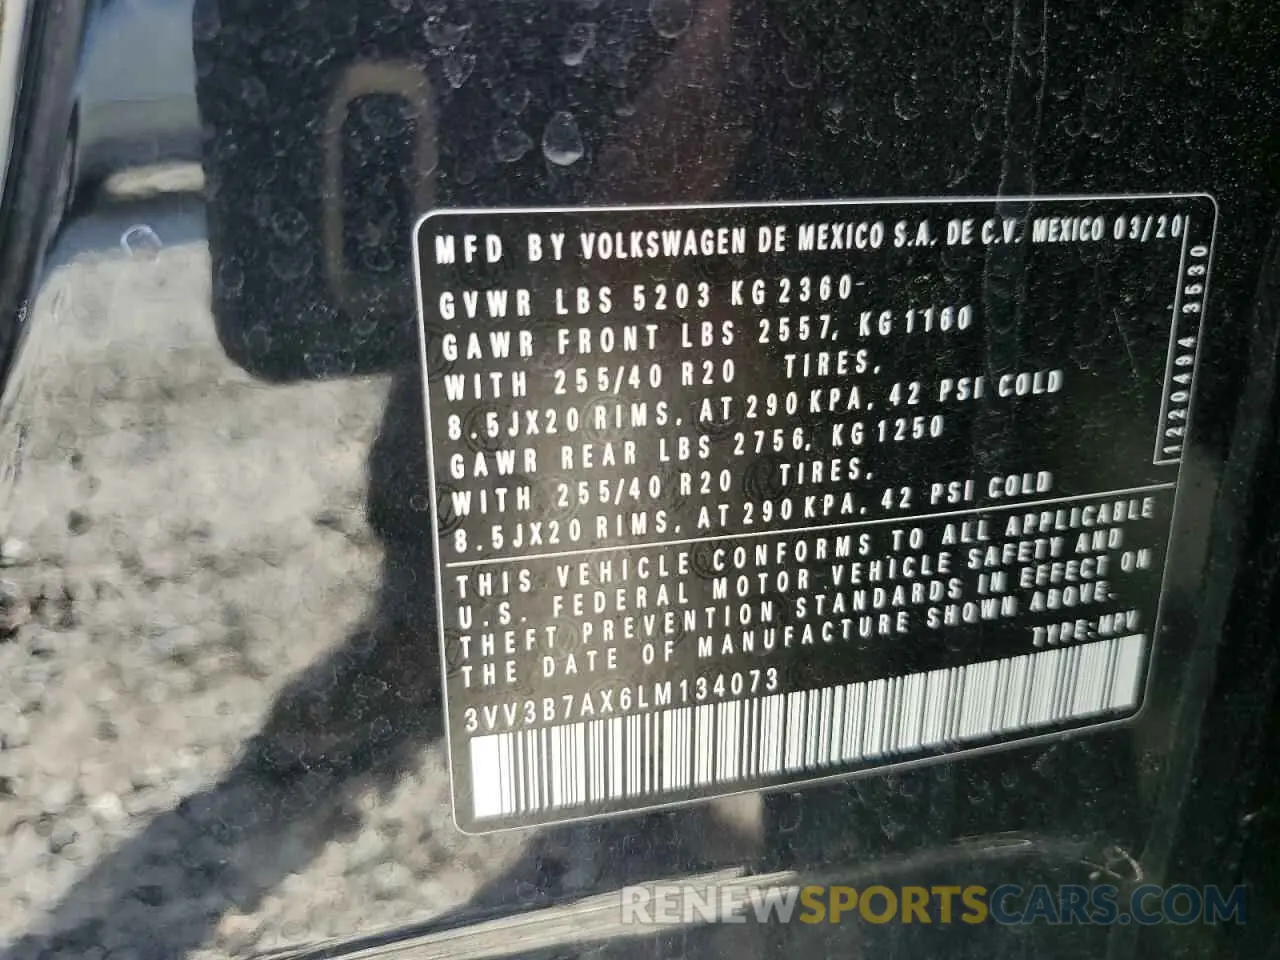 MFD BY VOLKSWAGEN DE MEXICO S.A. DE C.V. MEXICO 03/20
GVWR LBS 5203 KG 2360
GAWR FRONT LBS 2557, KG 1160
WITH 255/40 R20 TIRES,
8.5JX20 RIMS, AT 290 KPA, 42 PSI COLD
GAWR REAR LBS 2756, KG 1250
WITH 255/40 R20 TIRES,
8.5JX20 RIMS, AT 290 KPA, 42 PSI COLD
1220494 3530
THIS VEHICLE CONFORMS TO ALL APPLICABLE
U.S. FEDERAL MOTOR VEHICLE SAFETY AND
THEFT PREVENTION STANDARDS IN EFFECT ON
THE DATE OF MANUFACTURE SHOWN ABOVE.
TYPE:MPV
3VV3B7AX6LM134073
RENEWSPORTSCARS.COM